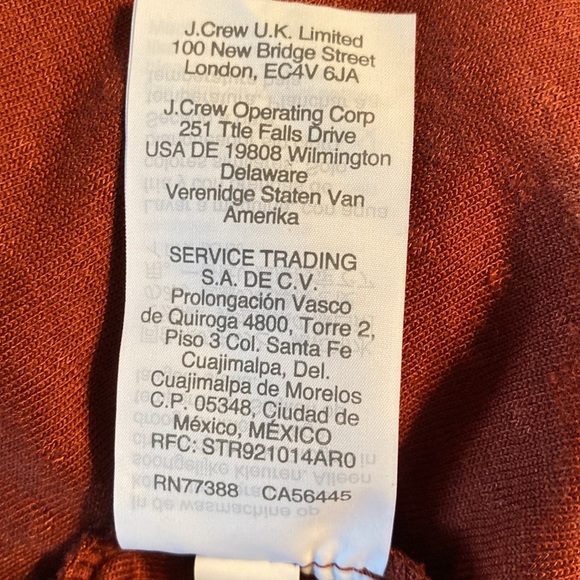 J.Crew U.K. Limited
100 New Bridge Street
London, EC4V 6JA
J.Crew Operating Corp
251 Ttle Falls Drive
USA DE 19808 Wilmington
Delaware
Verenidge Staten Van
Amerika
SERVICE TRADING
S.A. DE C.V.
Prolongación Vasco
de Quiroga 4800, Torre 2,
Piso 3 Col. Santa Fe
Cuajimalpa, Del.
Cuajimalpa de Morelos
C.P. 05348, Ciudad de
México, MÉXICO
RFC: STR921014AR0
RN77388 CA56445